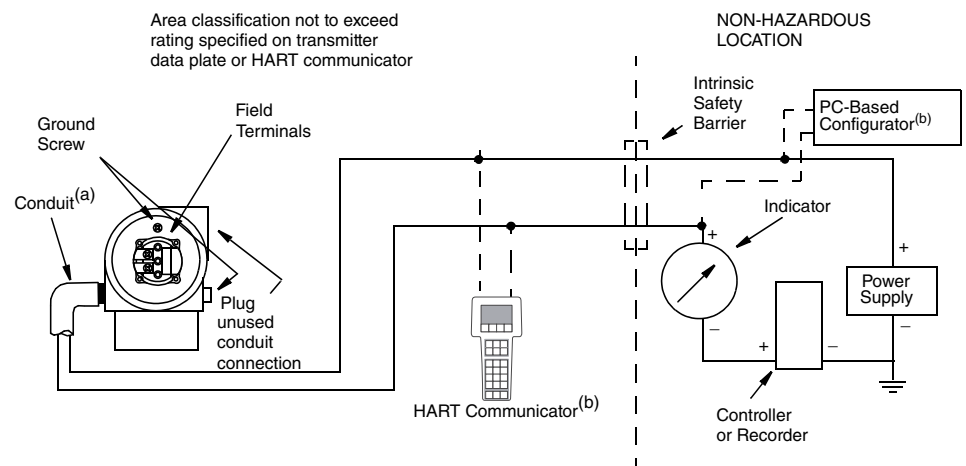 Area classification not to exceed
rating specified on transmitter
data plate or HART communicator
NON-HAZARDOUS
LOCATION
Intrinsic
Safety
Barrier
PC-Based
Configurator(b)
Ground
Screw
Field
Terminals
Conduit(a)
Indicator
+
+
Power
Supply
Plug
unused
conduit
connection
–
–
+
–
HART Communicator(b)
Controller
or Recorder